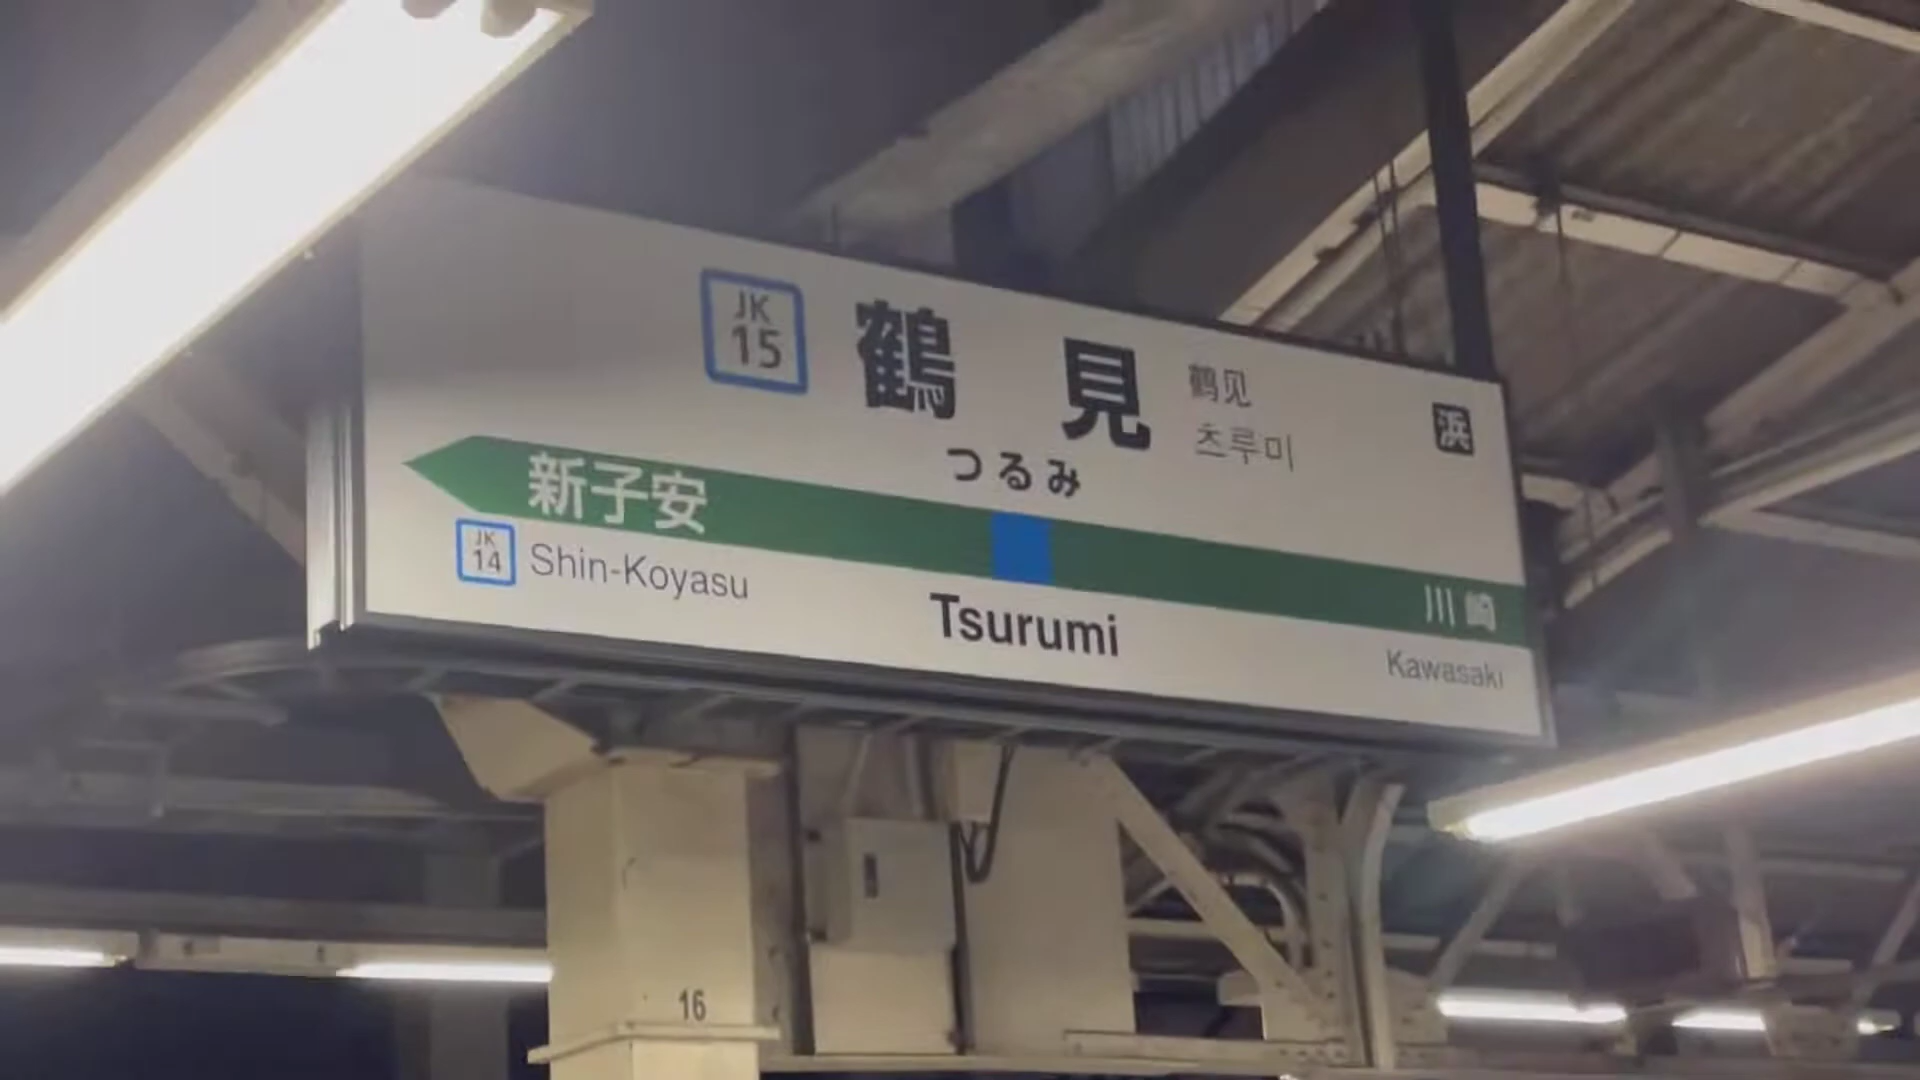 JK
15
鶴見
鶴见
츠루미
浜
つるみ
新子安
川崎
JK
14
Shin-Koyasu
Tsurumi
Kawasaki
16